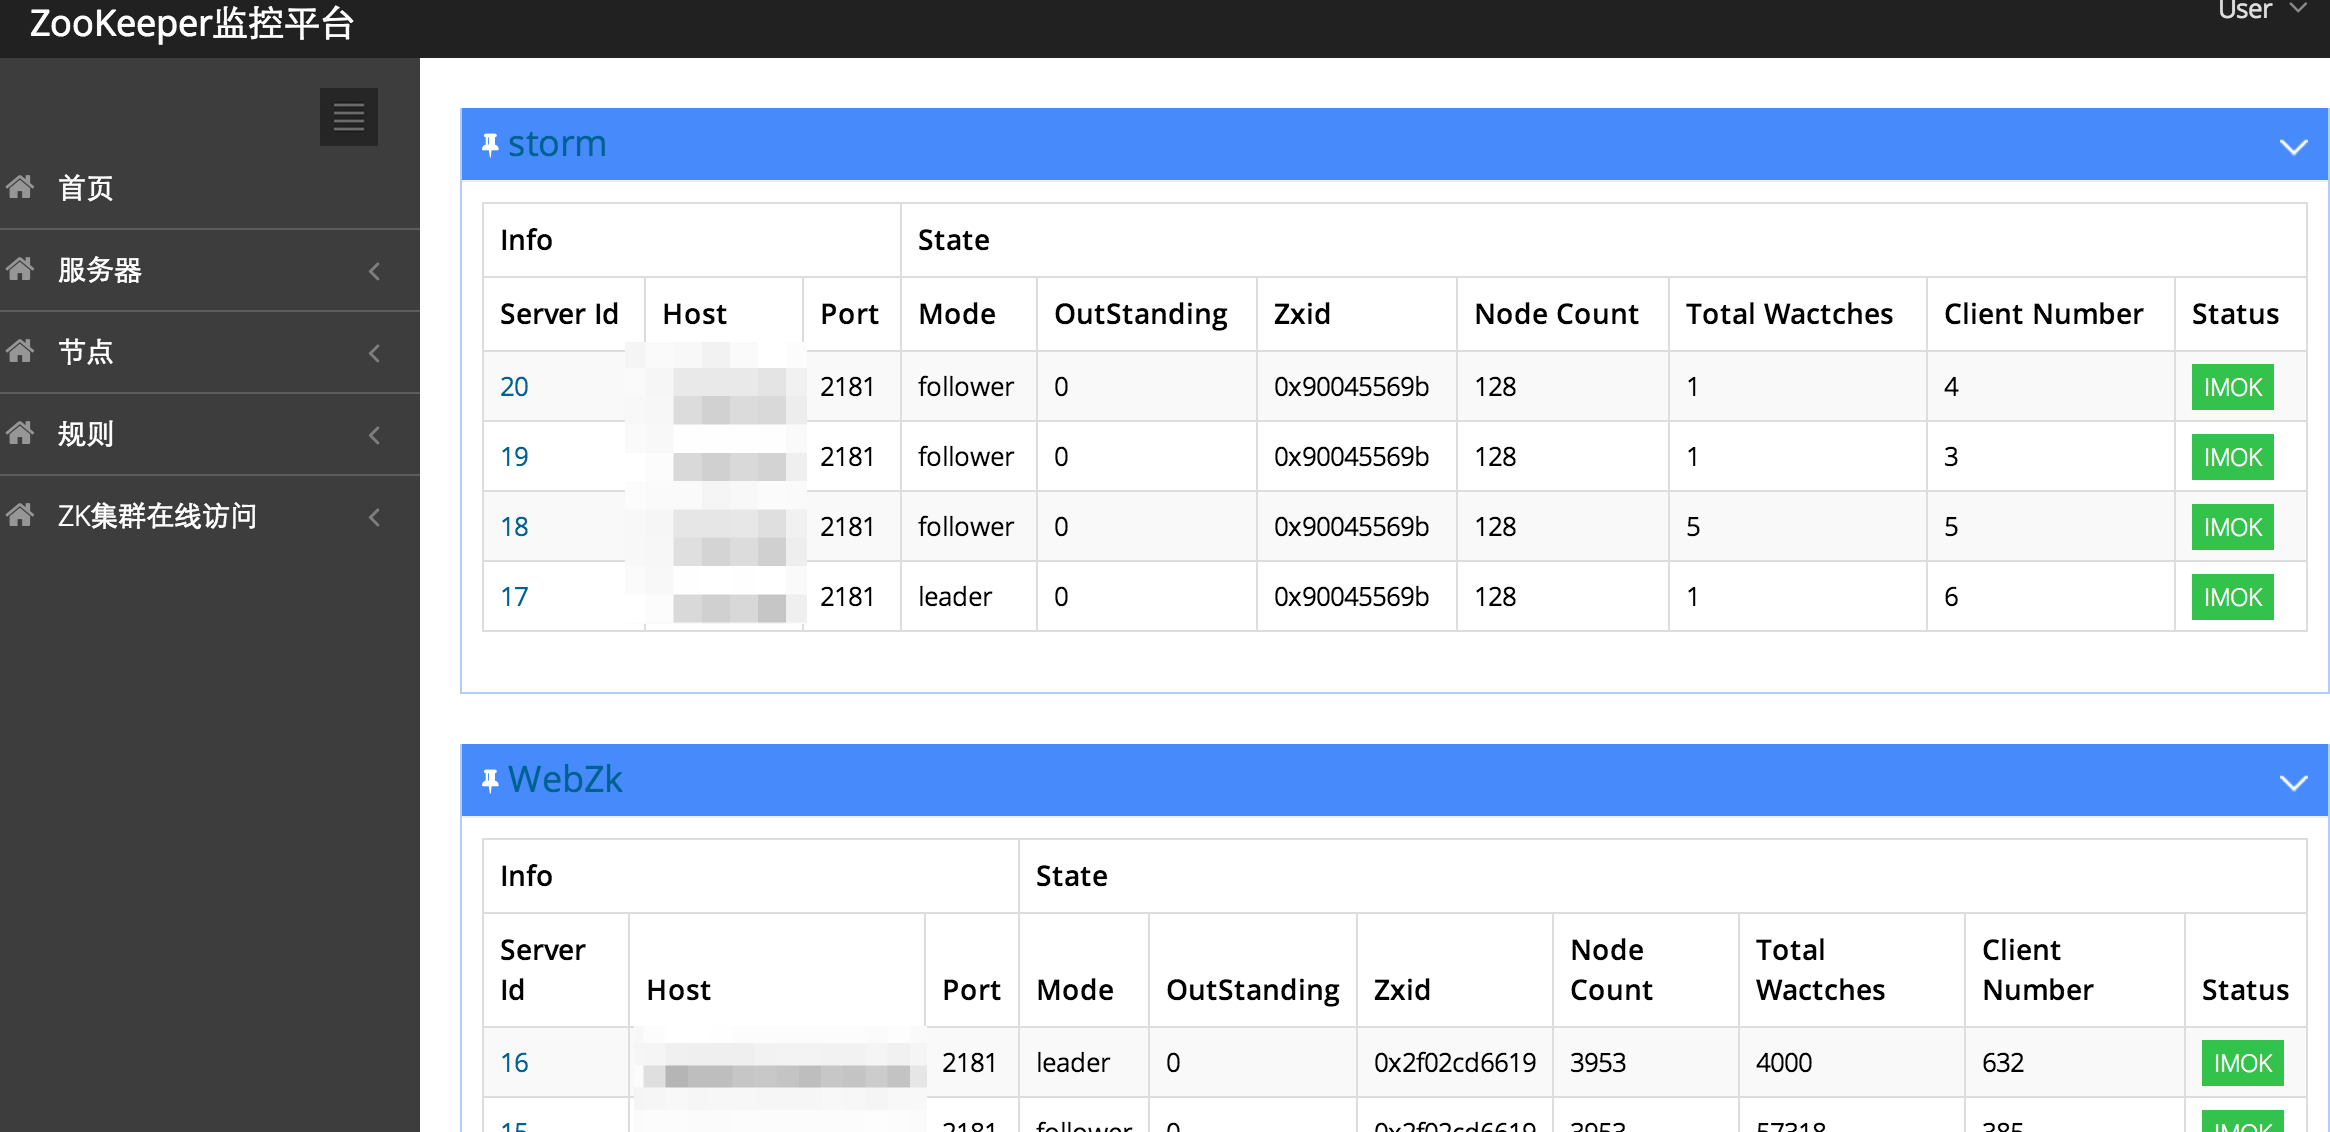 ZooKeeper监控平台
User
首页
服务器
节点
规则
ZK集群在线访问
storm
Info State
Server Id Host Port Mode OutStanding Zxid Node Count Total Wactches Client Number Status
20 2181 follower 0 0x90045569b 128 1 4 IMOK
19 2181 follower 0 0x90045569b 128 1 3 IMOK
18 2181 follower 0 0x90045569b 128 5 5 IMOK
17 2181 leader 0 0x90045569b 128 1 6 IMOK
WebZk
Info State
Server Id Host Port Mode OutStanding Zxid Node Count Total Wactches Client Number Status
16 2181 leader 0 0x2f02cd6619 3953 4000 632 IMOK
15 2181 follower 0 0x2f02cd6619 3953 57318 385 IMOK